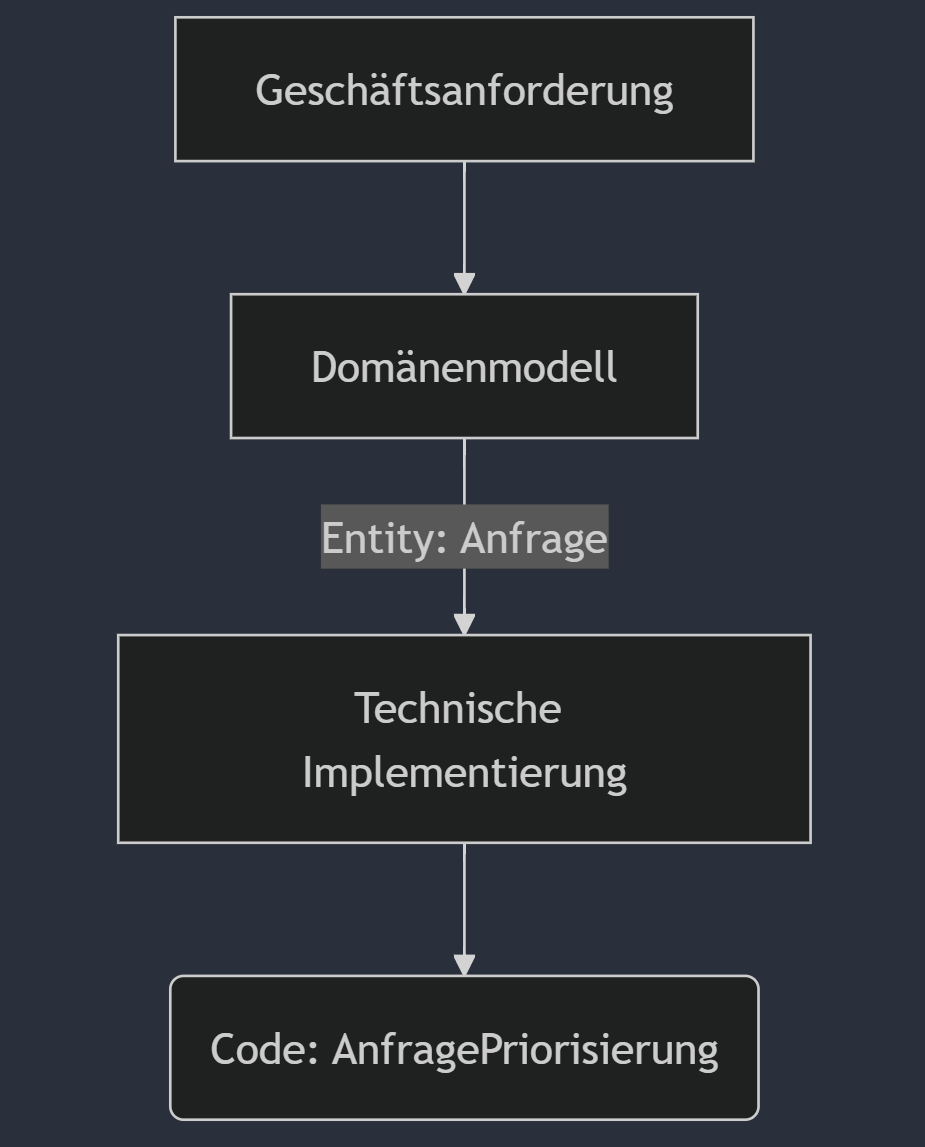 Geschäftsanforderung
Domänenmodell
Entity: Anfrage
Technische
Implementierung
Code: AnfragePriorisierung